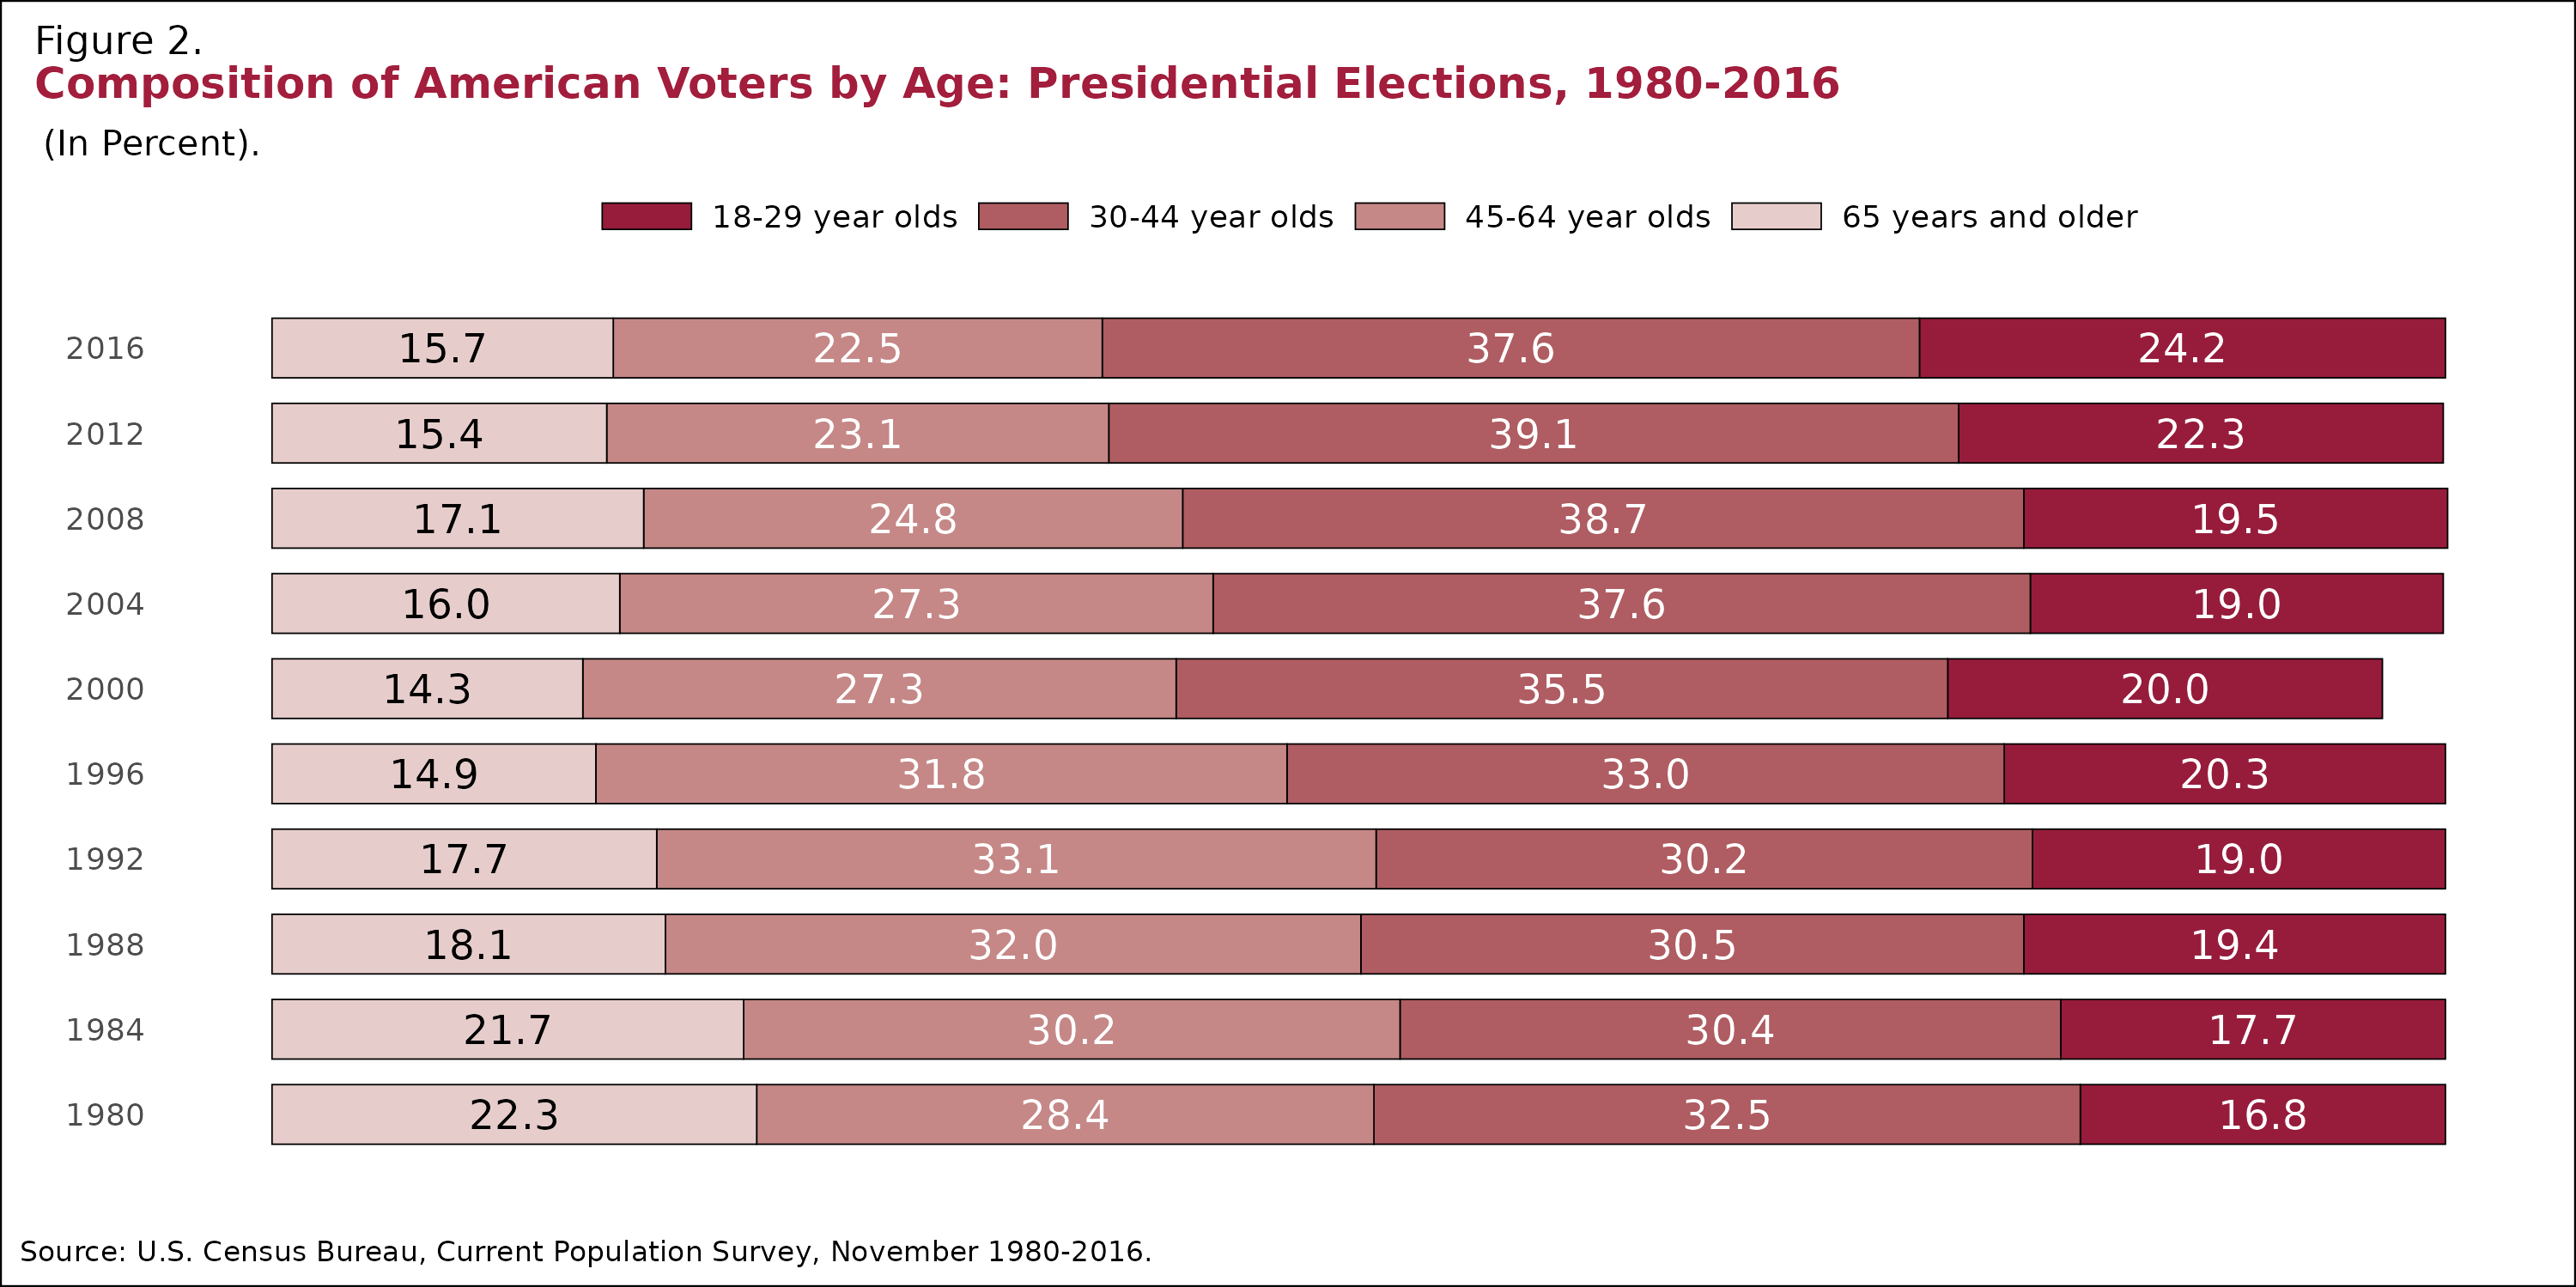 Figure 2.
Composition of American Voters by Age: Presidential Elections, 1980-2016
(In Percent).
18-29 year olds 30-44 year olds 45-64 year olds 65 years and older
2016 15.7 22.5 37.6 24.2
2012 15.4 23.1 39.1 22.3
2008 17.1 24.8 38.7 19.5
2004 16.0 27.3 37.6 19.0
2000 14.3 27.3 35.5 20.0
1996 14.9 31.8 33.0 20.3
1992 17.7 33.1 30.2 19.0
1988 18.1 32.0 30.5 19.4
1984 21.7 30.2 30.4 17.7
1980 22.3 28.4 32.5 16.8
Source: U.S. Census Bureau, Current Population Survey, November 1980-2016.